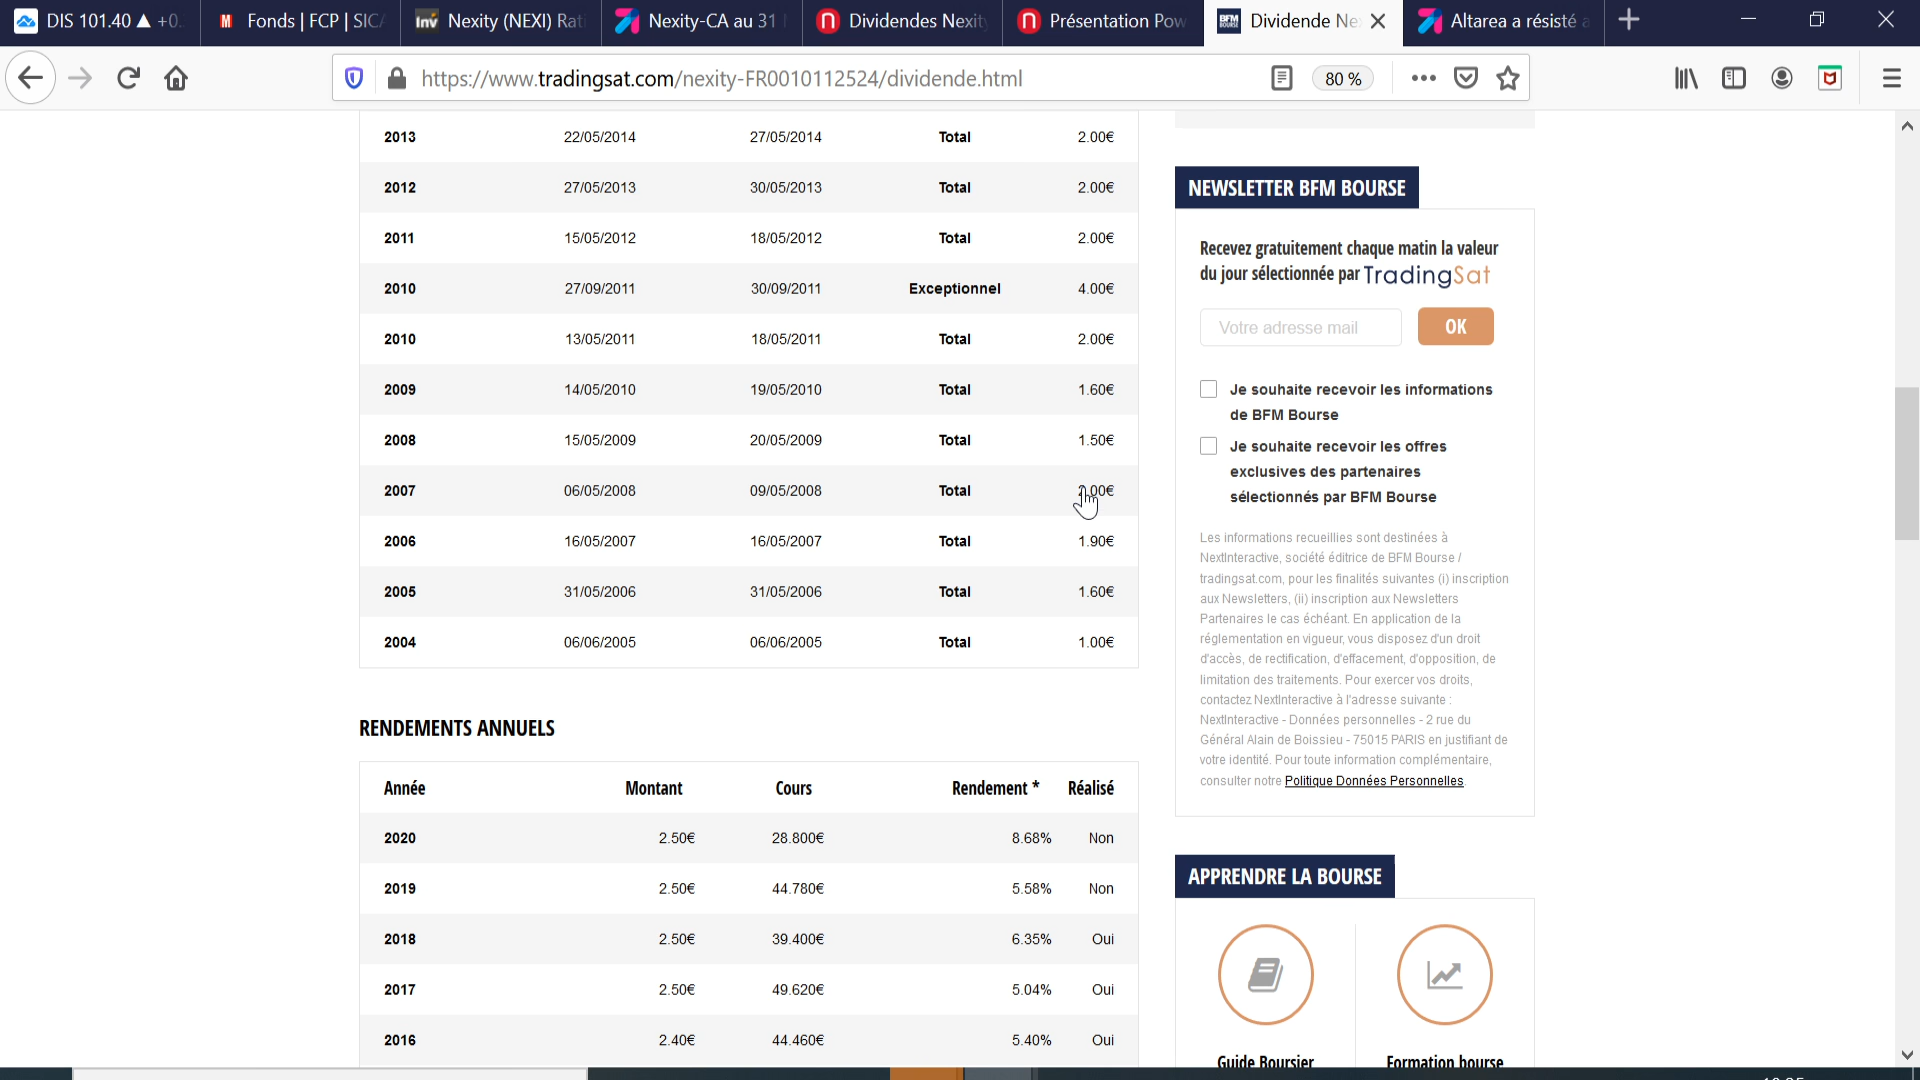 DIS 101.40 ▲ +0.
Fonds | FCP | SICA
Nexity (NEXI) Rat
Nexity-CA au 31
Dividendes Nexity
Présentation Pow
Dividende Ne
Altarea a résisté a
https://www.tradingsat.com/nexity-FR0010112524/dividende.html
80 %
2013 22/05/2014 27/05/2014 Total 2.00€
2012 27/05/2013 30/05/2013 Total 2.00€
2011 15/05/2012 18/05/2012 Total 2.00€
2010 27/09/2011 30/09/2011 Exceptionnel 4.00€
2010 13/05/2011 18/05/2011 Total 2.00€
2009 14/05/2010 19/05/2010 Total 1.60€
2008 15/05/2009 20/05/2009 Total 1.50€
2007 06/05/2008 09/05/2008 Total 2.00€
2006 16/05/2007 16/05/2007 Total 1.90€
2005 31/05/2006 31/05/2006 Total 1.60€
2004 06/06/2005 06/06/2005 Total 1.00€
RENDEMENTS ANNUELS
Année Montant Cours Rendement * Réalisé
2020 2.50€ 28.800€ 8.68% Non
2019 2.50€ 44.780€ 5.58% Non
2018 2.50€ 39.400€ 6.35% Oui
2017 2.50€ 49.620€ 5.04% Oui
2016 2.40€ 44.460€ 5.40% Oui
NEWSLETTER BFM BOURSE
Recevez gratuitement chaque matin la valeur
du jour sélectionnée par TradingSat
Votre adresse mail
OK
Je souhaite recevoir les informations
de BFM Bourse
Je souhaite recevoir les offres
exclusives des partenaires
sélectionnés par BFM Bourse
Les informations recueillies sont destinées à
NextInteractive, société éditrice de BFM Bourse /
tradingsat.com, pour les finalités suivantes (i) inscription
aux Newsletters, (ii) inscription aux Newsletters
Partenaires le cas échéant. En application de la
réglementation en vigueur, vous disposez d'un droit
d'accès, de rectification, d'effacement, d'opposition, de
limitation des traitements. Pour exercer vos droits,
contactez NextInteractive à l'adresse suivante :
NextInteractive - Données personnelles - 2 rue du
Général Alain de Boissieu - 75015 PARIS en justifiant de
votre identité. Pour toute information complémentaire,
consulter notre Politique Données Personnelles.
APPRENDRE LA BOURSE
Guide Boursier
Formation bourse